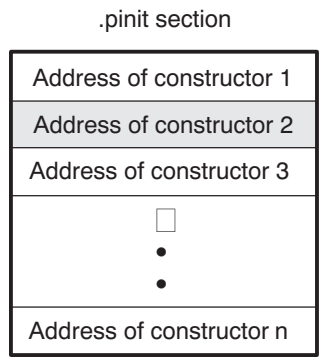 .pinit section
Address of constructor 1
Address of constructor 2
Address of constructor 3
□
•
•
Address of constructor n